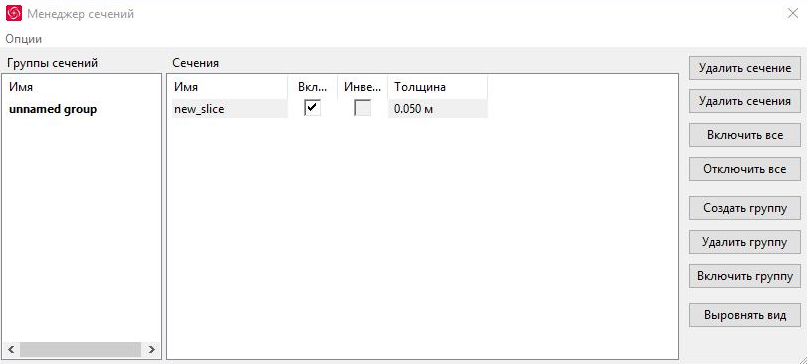 Менеджер сечений
Опции
Группы сечений
Имя
unnamed group
Сечения
Имя Вкл... Инве... Толщина
new_slice 0.050 м
Удалить сечение
Удалить сечения
Включить все
Отключить все
Создать группу
Удалить группу
Включить группу
Выровнять вид